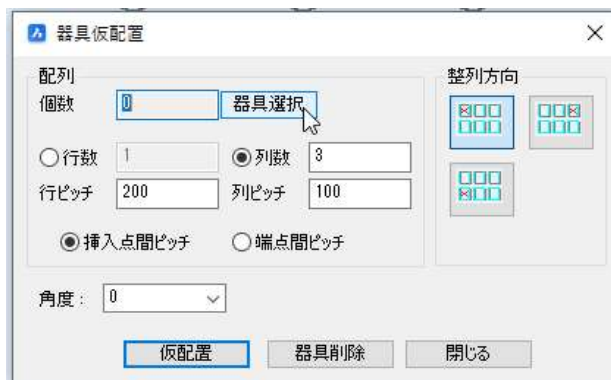 器具仮配置
配列
個数 0 器具選択
行数 1 列数 3
行ピッチ 200 列ピッチ 100
挿入点間ピッチ 端点間ピッチ
整列方向
角度： 0
仮配置 器具削除 閉じる